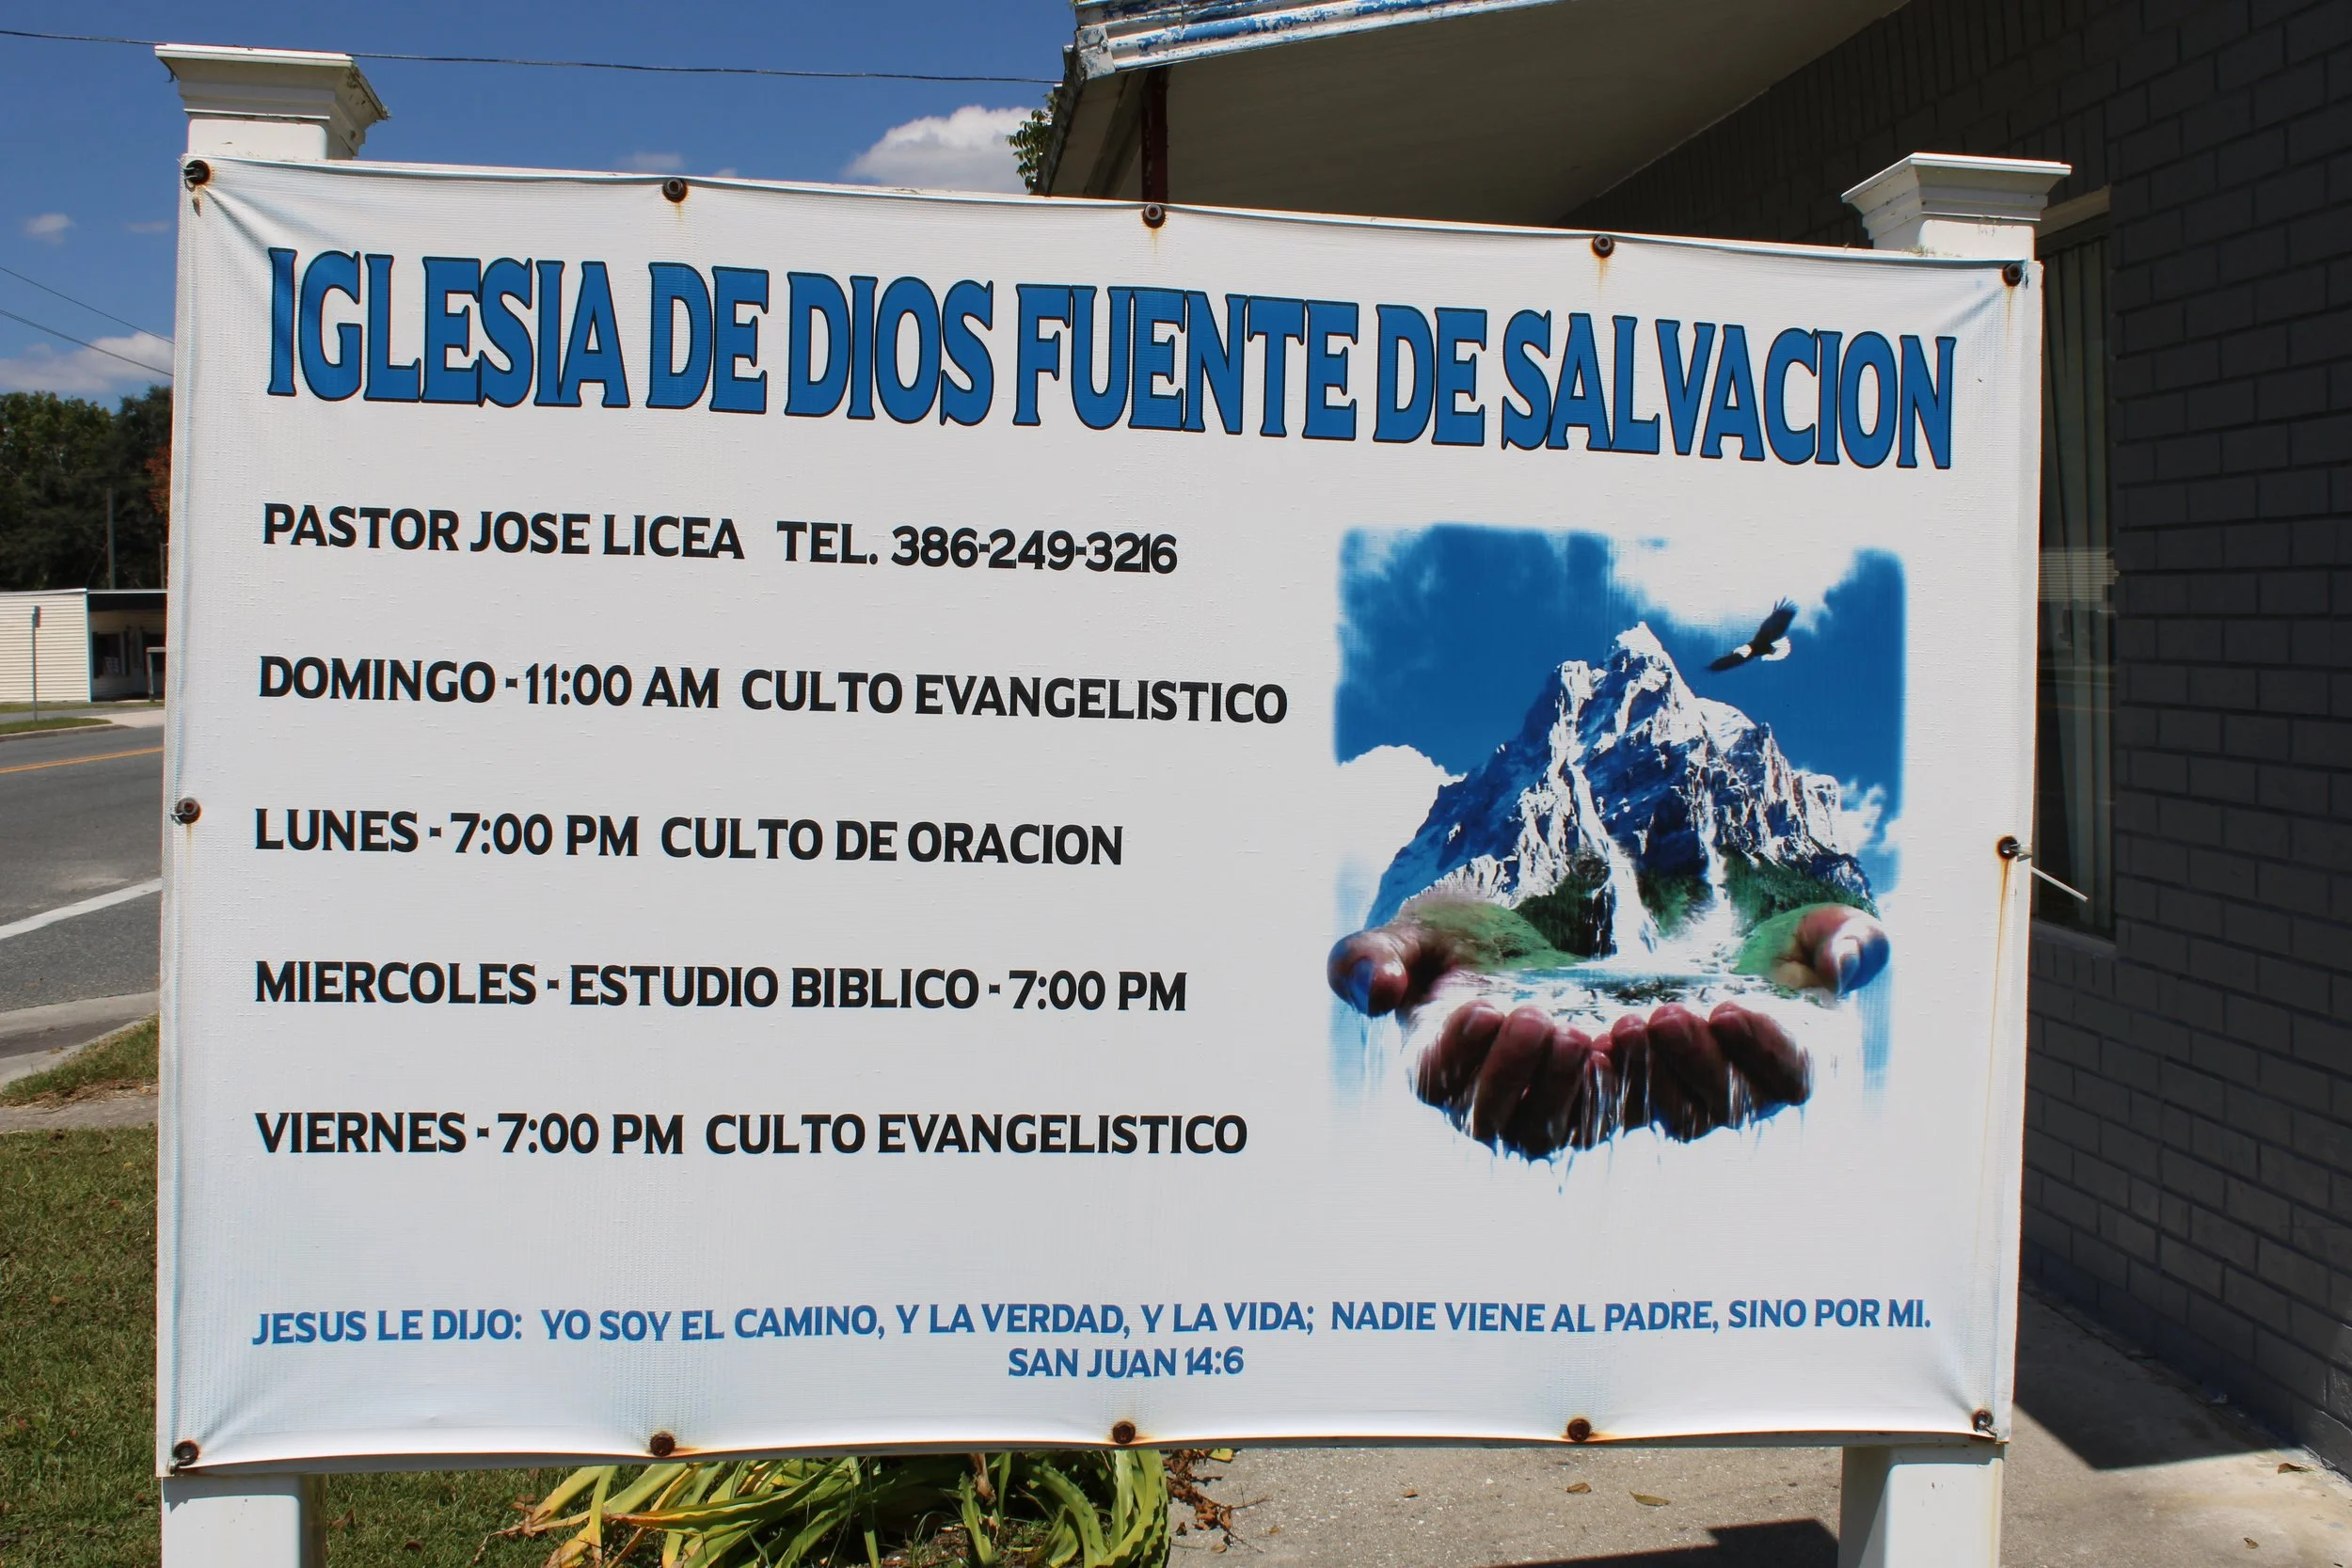 IGLESIA DE DIOS FUENTE DE SALVACION
PASTOR JOSE LICEA TEL. 386-249-3216
DOMINGO - 11:00 AM CULTO EVANGELISTICO
LUNES - 7:00 PM CULTO DE ORACION
MIERCOLES - ESTUDIO BIBLICO - 7:00 PM
VIERNES - 7:00 PM CULTO EVANGELISTICO
JESUS LE DIJO: YO SOY EL CAMINO, Y LA VERDAD, Y LA VIDA; NADIE VIENE AL PADRE, SINO POR MI.
SAN JUAN 14:6